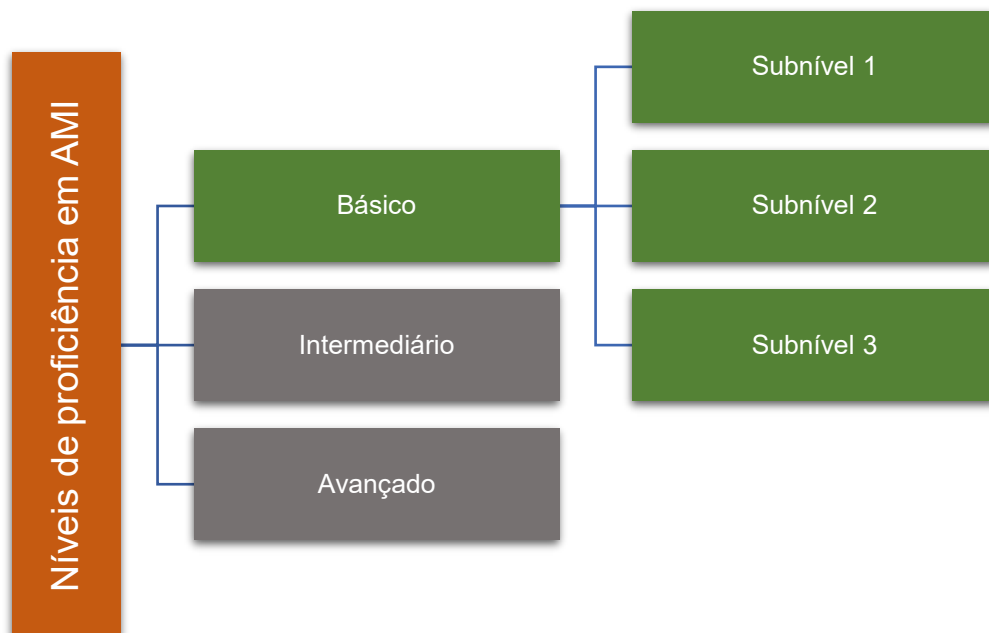 Níveis de proficiência em AMI
Básico
Intermediário
Avançado
Subnível 1
Subnível 2
Subnível 3